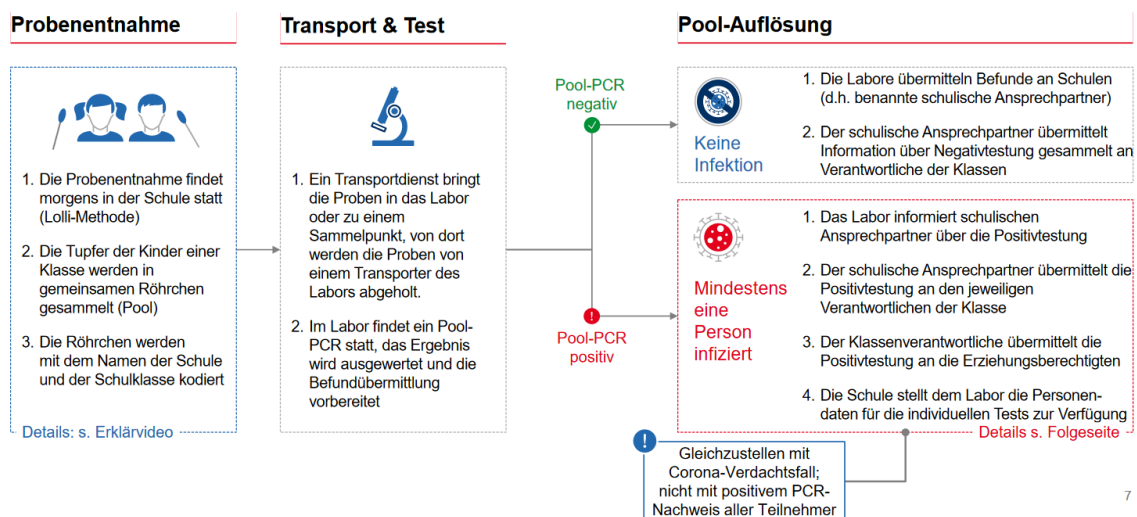 Probenentnahme
Transport & Test
Pool-Auflösung
1. Die Probenentnahme findet
morgens in der Schule statt
(Lolli-Methode)
2. Die Tupfer der Kinder einer
Klasse werden in
gemeinsamen Röhrchen
gesammelt (Pool)
3. Die Röhrchen werden
mit dem Namen der Schule
und der Schulklasse kodiert
Details: s. Erklärvideo
1. Ein Transportdienst bringt
die Proben in das Labor
oder zu einem
Sammelpunkt, von dort
werden die Proben von
einem Transporter des
Labors abgeholt.
2. Im Labor findet ein Pool-
PCR statt, das Ergebnis
wird ausgewertet und die
Befundübermittlung
vorbereitet
Pool-PCR
negativ
Keine
Infektion
1. Die Labore übermitteln Befunde an Schulen
(d.h. benannte schulische Ansprechpartner)
2. Der schulische Ansprechpartner übermittelt
Information über Negativtestung gesammelt an
Verantwortliche der Klassen
Pool-PCR
positiv
Mindestens
eine
Person
infiziert
1. Das Labor informiert schulischen
Ansprechpartner über die Positivtestung
2. Der schulische Ansprechpartner übermittelt die
Positivtestung an den jeweiligen
Verantwortlichen der Klasse
3. Der Klassenverantwortliche übermittelt die
Positivtestung an die Erziehungsberechtigten
4. Die Schule stellt dem Labor die Personen-
daten für die individuellen Tests zur Verfügung
Details s. Folgeseite
Gleichzustellen mit
Corona-Verdachtsfall;
nicht mit positivem PCR-
Nachweis aller Teilnehmer
7